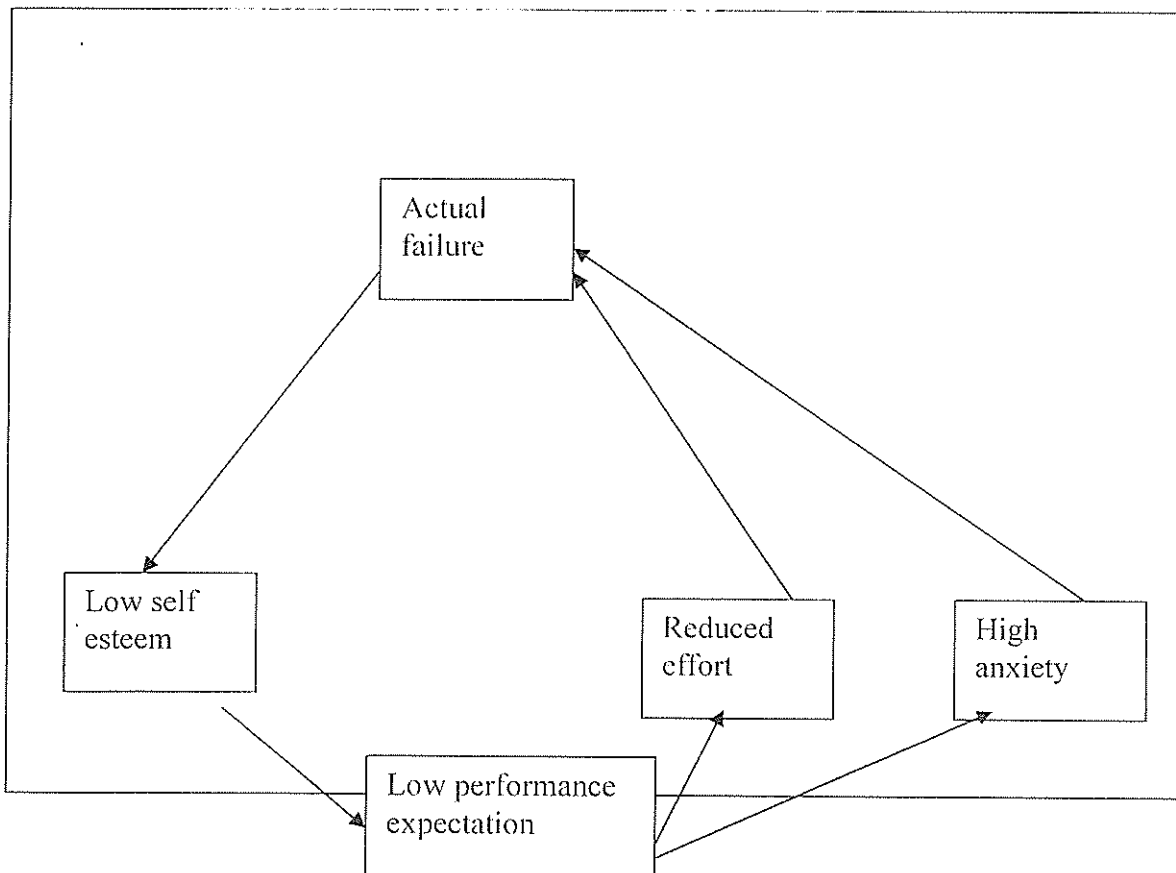 Actual
failure
Low self
esteem
Reduced
effort
High
anxiety
Low performance
expectation